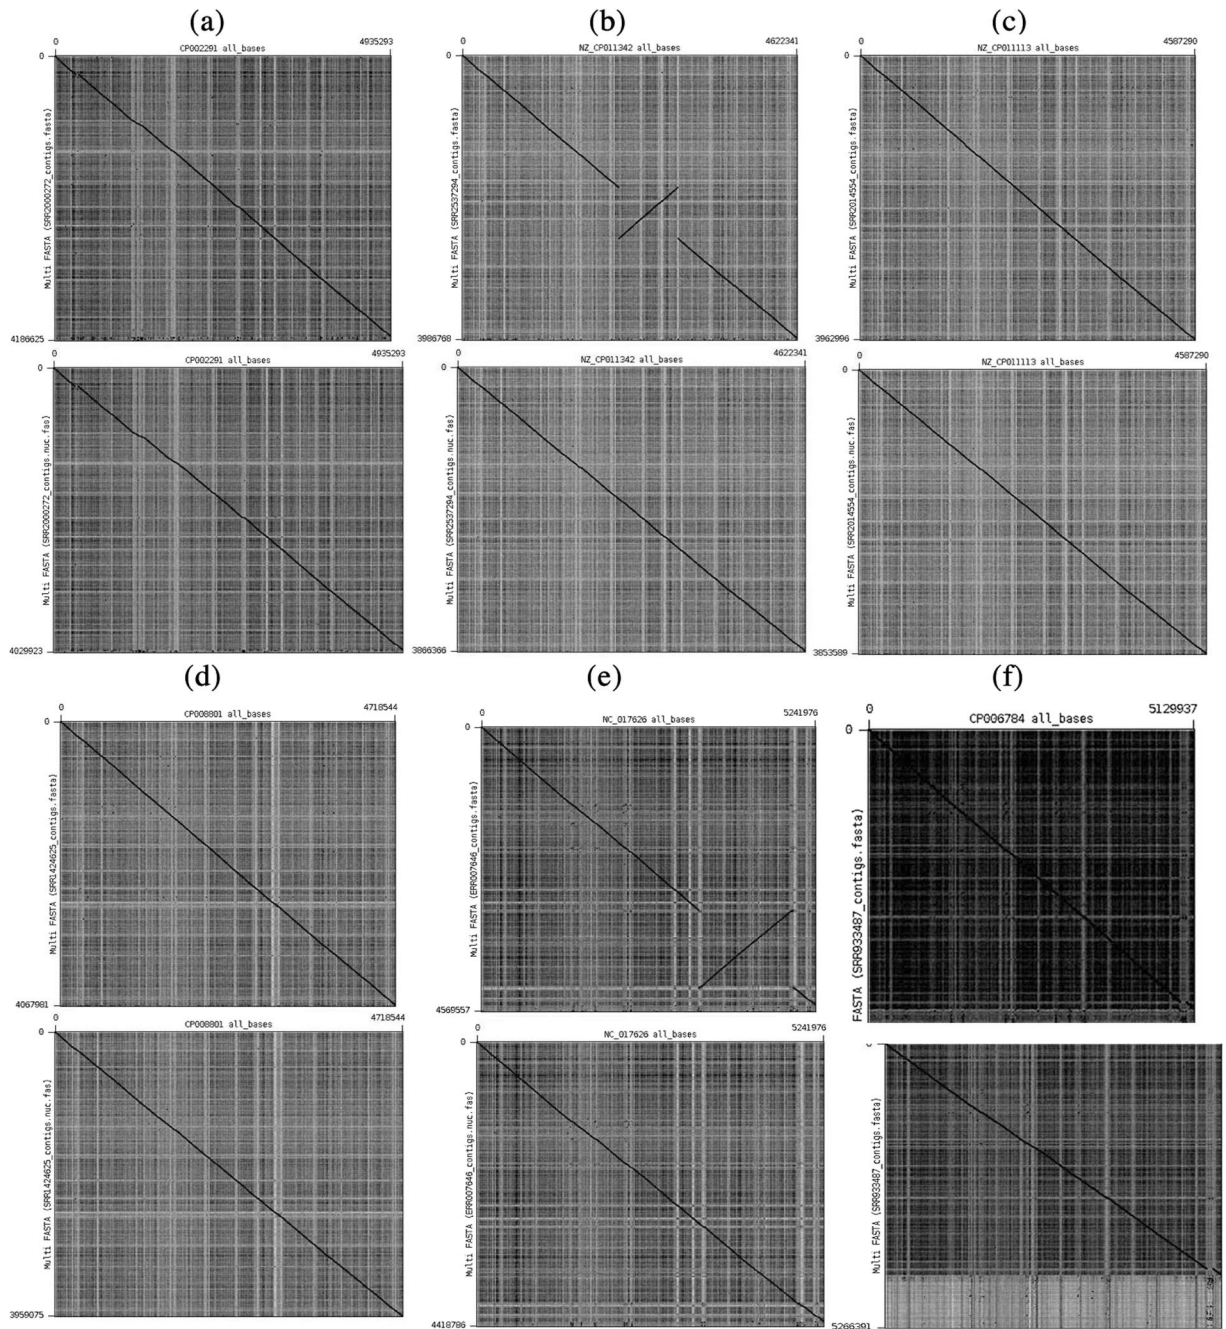 (a)
0 4935293
CP002291 all_bases
0
Multi FASTA (SRR2000272_contigs.fasta)
4186625
(b)
0 4622341
NZ_CP011342 all_bases
0
Multi FASTA (SRR2537294_contigs.fasta)
3986768
(c)
0 4587290
NZ_CP011113 all_bases
0
Multi FASTA (SRR2014554_contigs.fasta)
3962996
0 4935293
CP002291 all_bases
0
Multi FASTA (SRR2000272_contigs.nuc.fas)
4029923
0 4622341
NZ_CP011342 all_bases
0
Multi FASTA (SRR2537294_contigs.nuc.fas)
3866366
0 4587290
NZ_CP011113 all_bases
0
Multi FASTA (SRR2014554_contigs.nuc.fas)
3853589
(d)
0 4718544
CP008801 all_bases
0
Multi FASTA (SRR1424625_contigs.fasta)
4067981
(e)
0 5241976
NC_017626 all_bases
0
Multi FASTA (ERR007646_contigs.fasta)
4569557
(f)
0 5129937
CP006784 all_bases
0
FASTA (SRR933487_contigs.fasta)
0 4718544
CP008801 all_bases
0
Multi FASTA (SRR1424625_contigs.nuc.fas)
3959075
0 5241976
NC_017626 all_bases
0
Multi FASTA (ERR007646_contigs.nuc.fas)
4418786
Multi FASTA (SRR933487_contigs.fasta)
5266391